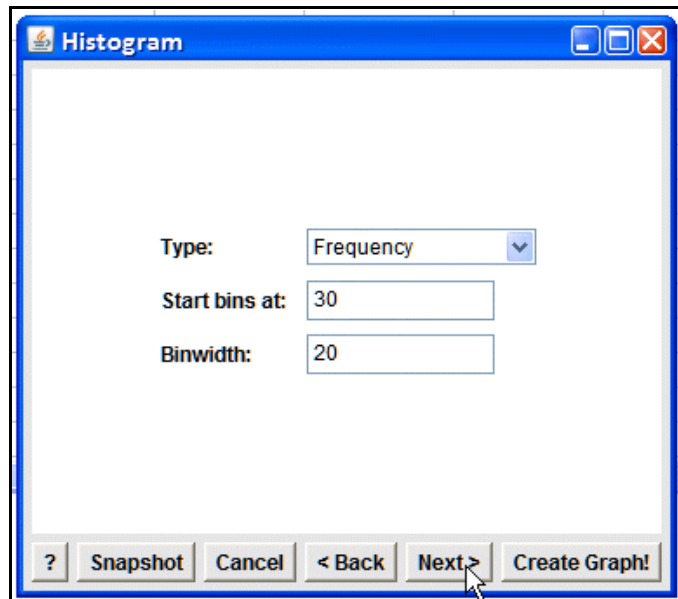 Histogram
Type: Frequency
Start bins at: 30
Binwidth: 20
? Snapshot Cancel < Back Next > Create Graph!